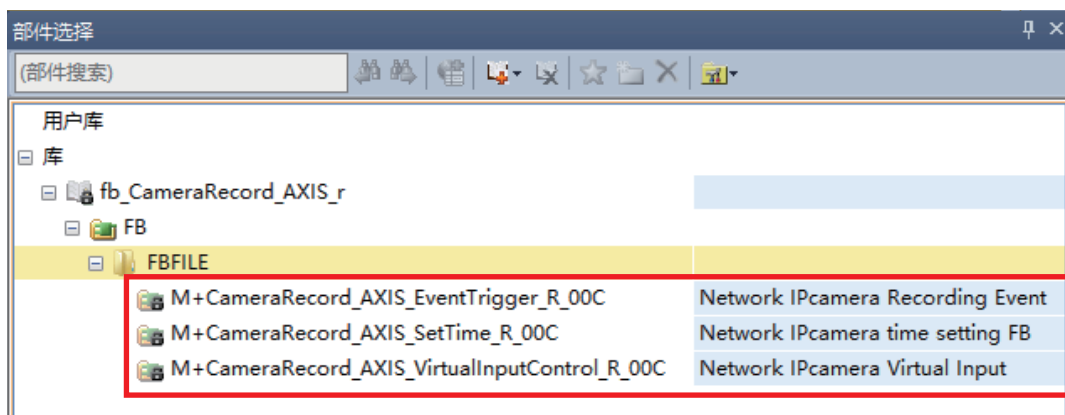 部件选择
(部件搜索)
用户库
库
fb_CameraRecord_AXIS_r
FB
FBFILE
M+CameraRecord_AXIS_EventTrigger_R_00C Network IPcamera Recording Event
M+CameraRecord_AXIS_SetTime_R_00C Network IPcamera time setting FB
M+CameraRecord_AXIS_VirtualInputControl_R_00C Network IPcamera Virtual Input